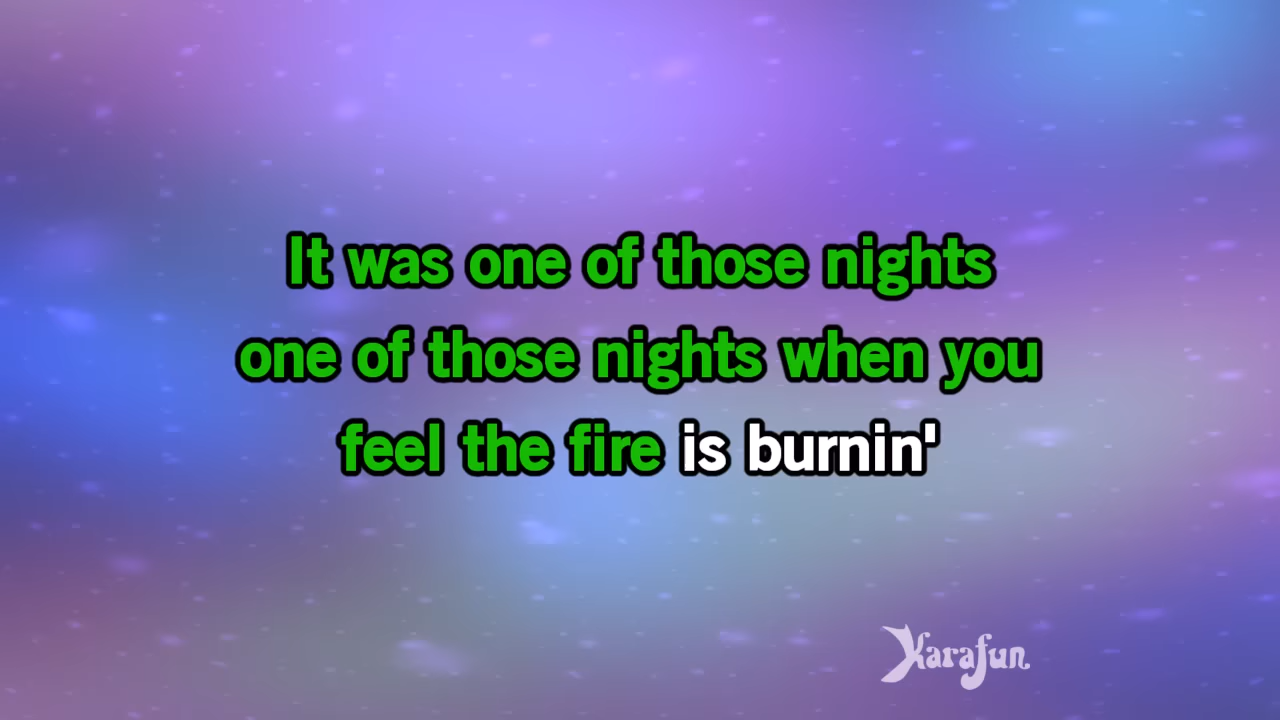 It was one of those nights
one of those nights when you
feel the fire is burnin'
Karafun